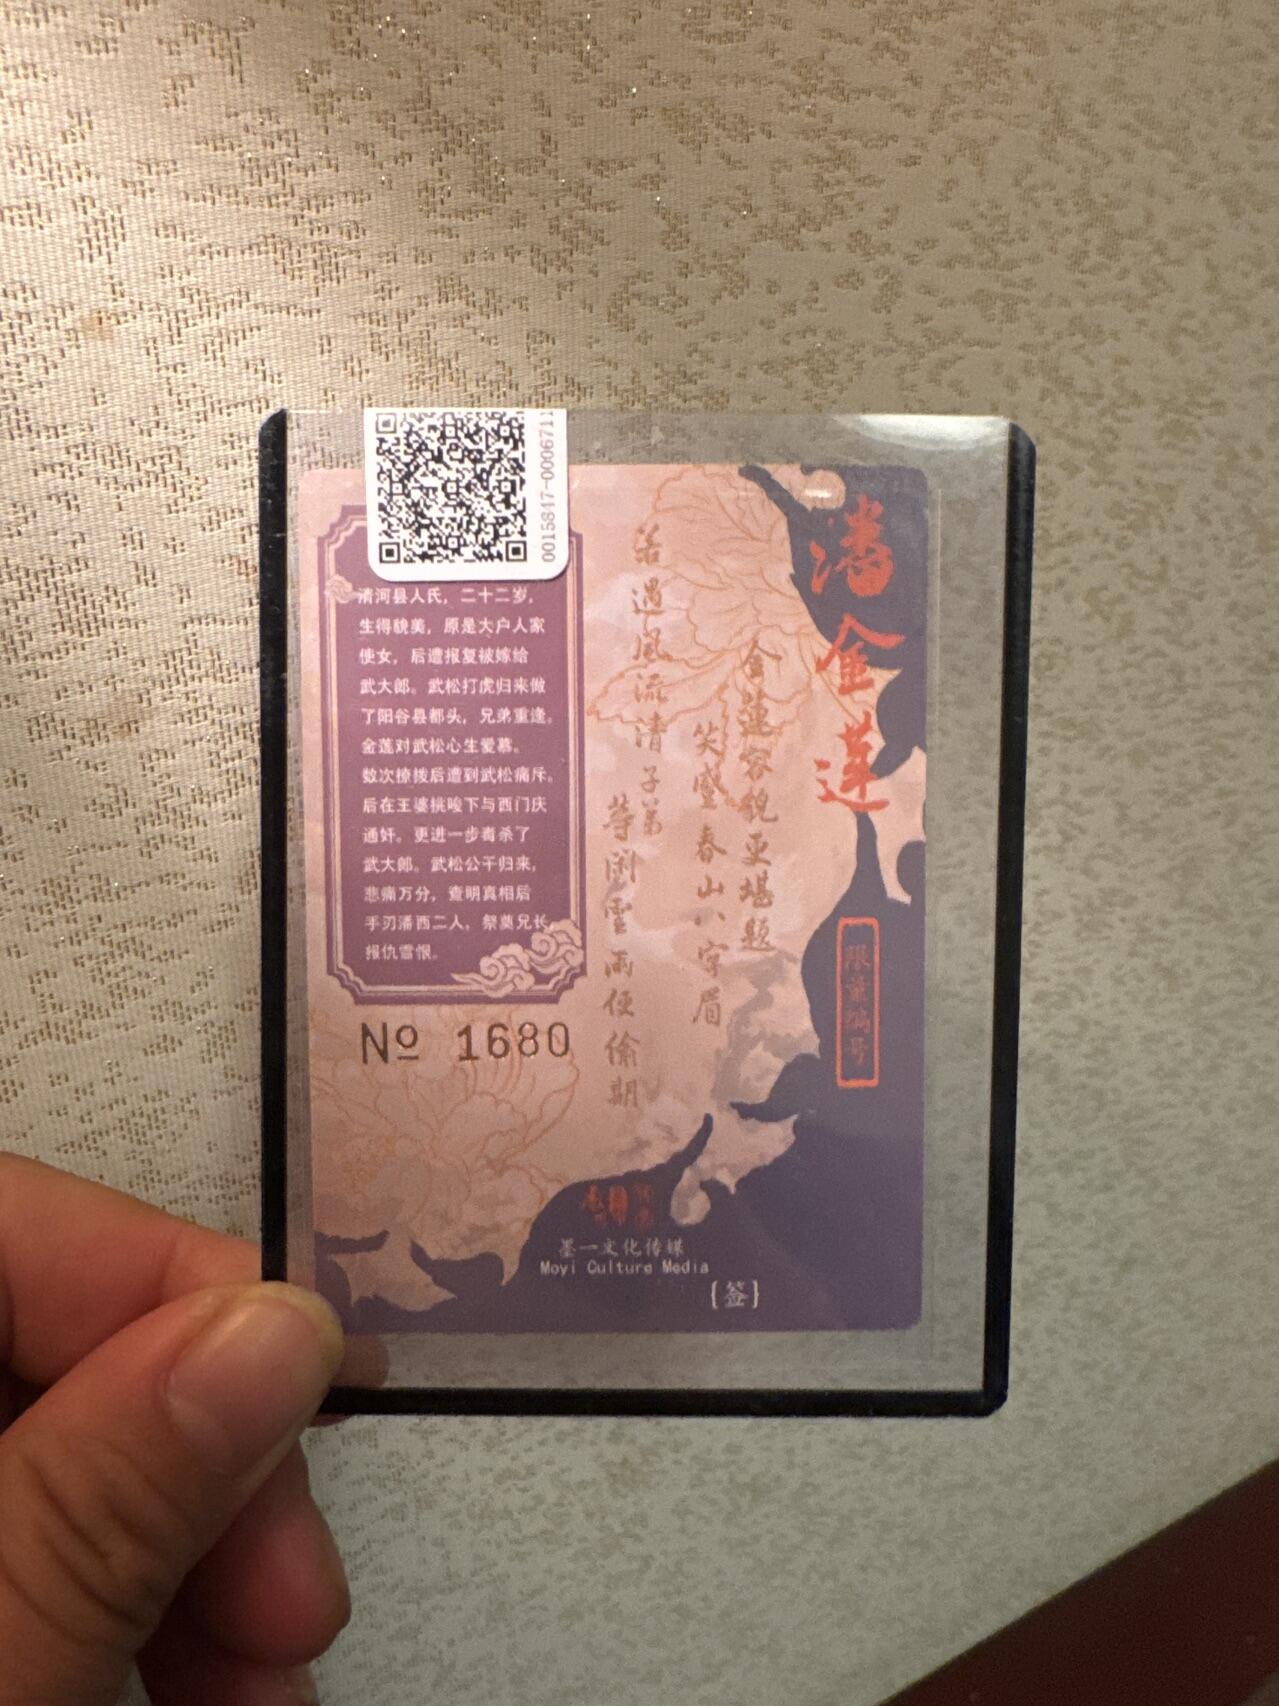 0015847-0006711
清河县人氏，二十二岁，
生得貌美，原是大户人家
使女，后遭报复被嫁给
武大郎。武松打虎归来做
了阳谷县都头，兄弟重逢。
金莲对武松心生爱慕。
数次撩拨后遭到武松痛斥。
后在王婆挑唆下与西门庆
通奸。更进一步毒杀了
武大郎。武松公干归来，
悲痛万分，查明真相后
手刃潘西二人，祭奠兄长，
报仇雪恨。
№ 1680
潘金莲
限量编号
金莲容貌更堪题
笑蹙春山八字眉
若遇风流清子弟
等闲云雨便偷期
墨一文化传媒
Moyi Culture Media
{签}